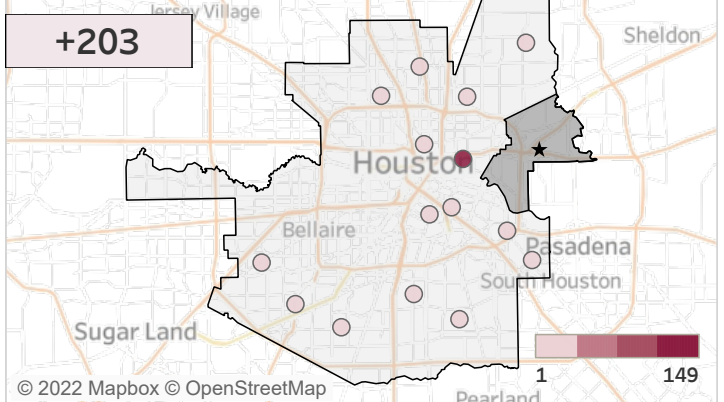 Jersey Village
+203
Sheldon
Houston
Bellaire
Pasadena
South Houston
Sugar Land
1 149
© 2022 Mapbox © OpenStreetMap
Pearland